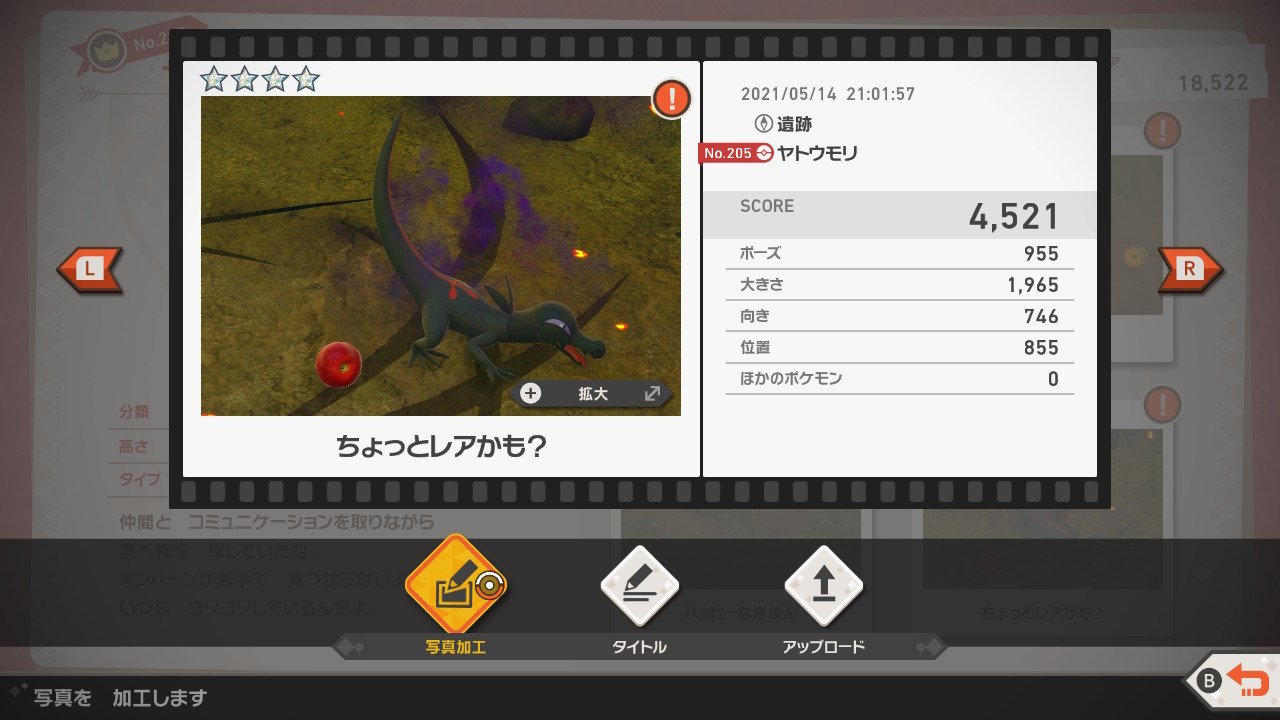 No.2
18,522
2021/05/14 21:01:57
遺跡
No.205 ヤトウモリ
SCORE 4,521
ポーズ 955
大きさ 1,965
向き 746
位置 855
ほかのポケモン 0
拡大
ちょっとレアかも?
L
R
分類
高さ
タイプ
仲間と コミュニケーションを取りながら
食べ物を 探していたね。
オンバーンが苦手で 見つからないよ
いつも コソコソしているんだよ。
ハッピーなきぶん
ちょっとレアかも?
写真加工
タイトル
アップロード
写真を 加工します
B